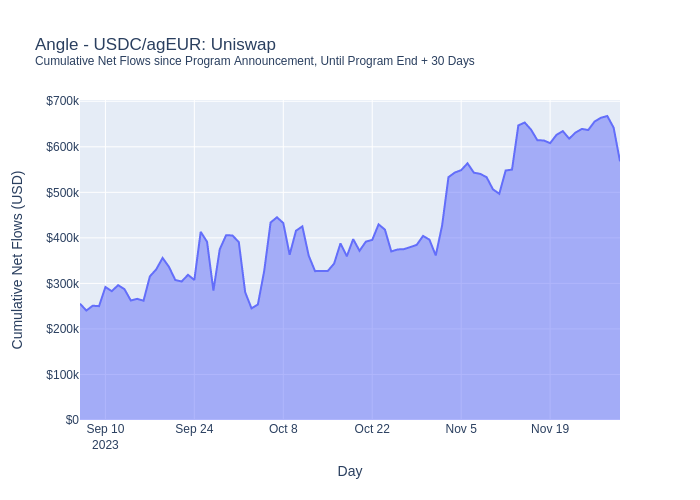 Angle - USDC/agEUR: Uniswap
Cumulative Net Flows since Program Announcement, Until Program End + 30 Days
Cumulative Net Flows (USD)
$700k
$600k
$500k
$400k
$300k
$200k
$100k
$0
Sep 10
2023
Sep 24
Oct 8
Oct 22
Nov 5
Nov 19
Day